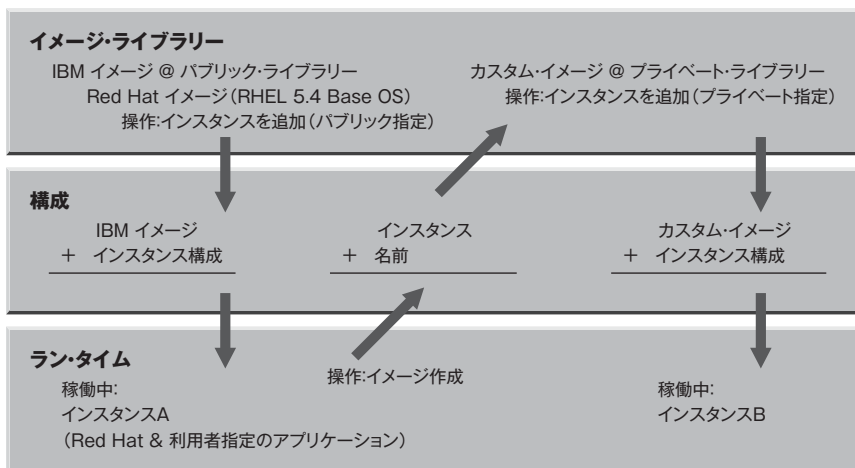 イメージ・ライブラリー
IBM イメージ @ パブリック・ライブラリー
Red Hat イメージ(RHEL 5.4 Base OS)
操作:インスタンスを追加(パブリック指定)
カスタム・イメージ @ プライベート・ライブラリー
操作:インスタンスを追加(プライベート指定)
構成
IBM イメージ
+ インスタンス構成
インスタンス
+ 名前
カスタム・イメージ
+ インスタンス構成
ラン・タイム
稼働中:
インスタンスA
(Red Hat & 利用者指定のアプリケーション)
操作:イメージ作成
稼働中:
インスタンスB